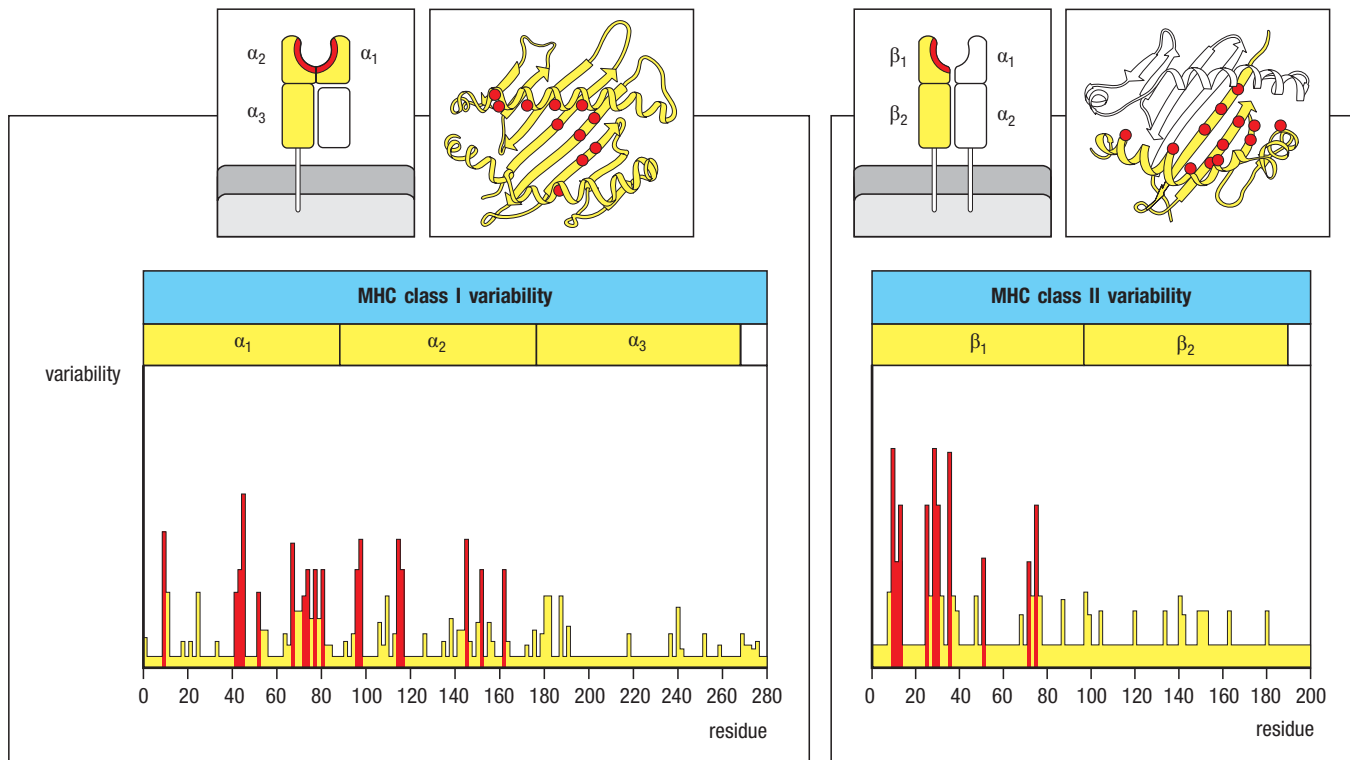 α2 α1
α3
β1 α1
β2 α2
MHC class I variability
α1 α2 α3
variability
0 20 40 60 80 100 120 140 160 180 200 220 240 260 280
residue
MHC class II variability
β1 β2
0 20 40 60 80 100 120 140 160 180 200
residue